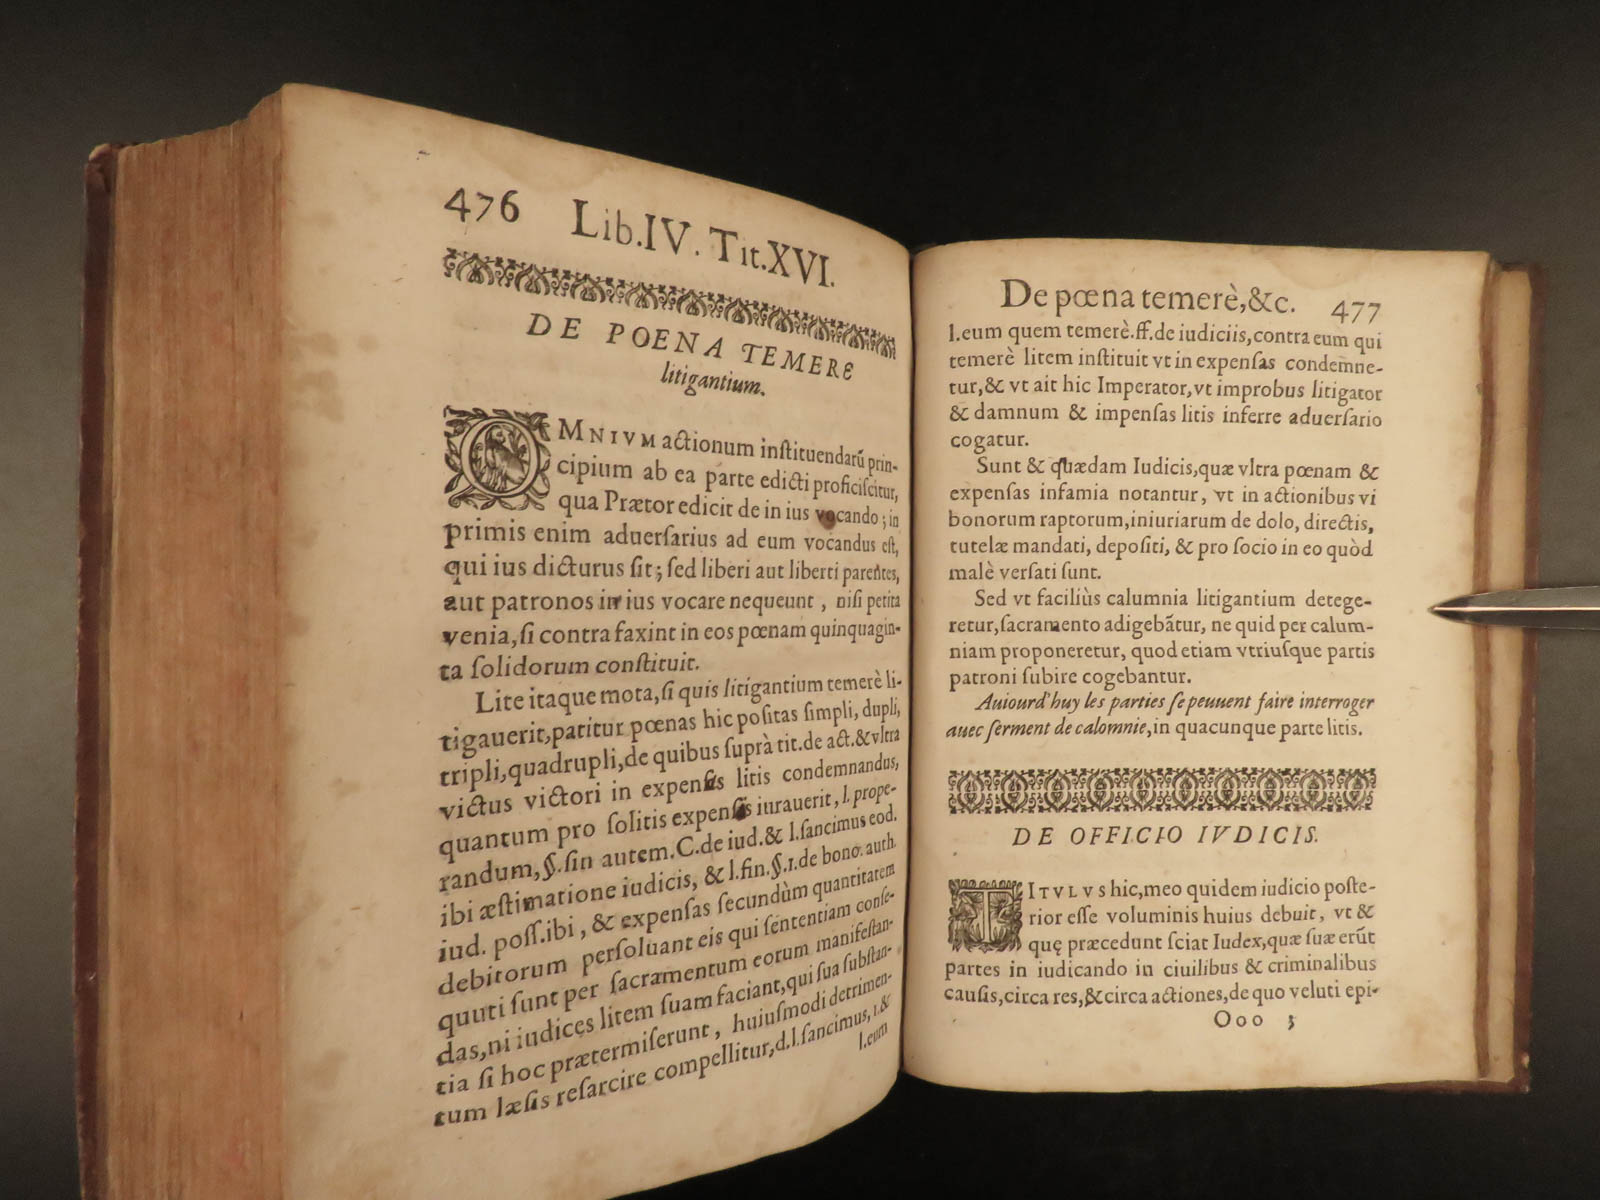 476 Lib.IV. Tit.XVI.
DE POENA TEMERE
litigantium.
OMNIVM actionum inſtituendarũ prin-
cipium ab ea parte edicti proficiſcitur,
qua Prætor edicit de in ius vocando ; in
primis enim aduerſarius ad eum vocandus eſt,
qui ius dicturus ſit ; ſed liberi aut liberti parentes,
aut patronos in ius vocare nequeunt , niſi petita
venia, ſi contra faxint in eos pœnam quinquagin-
ta ſolidorum conſtituit.
Lite itaque mota, ſi quis litigantium temerè li-
tigauerit, patitur pœnas hic poſitas ſimpli, dupli,
tripli, quadrupli, de quibus ſuprà tit. de act. & vltra
victus victori in expenſis litis condemnandus,
quantum pro ſolitis expenſis iurauerit, l. prope-
randum, §. ſin autem. C. de iud. & l. ſancimus eod.
ibi æſtimatione iudicis, & l. fin. §. 1. de bono. auth.
iud. poſſ. ibi , & expenſas ſecundùm quantitatem
debitorum perſoluant eis qui ſententiam conſe-
quuti ſunt per ſacramentum eorum manifeſtan-
das, ni iudices litem ſuam faciant, qui ſua ſubſtan-
tia ſi hoc prætermiſerunt , huiuſmodi detrimen-
tum læſis reſarcire compellitur, d. l. ſancimus, 1. &
l. eum
De pœna temerè, &c. 477
l. eum quem temerè. ff. de iudiciis, contra eum qui
temerè litem inſtituit vt in expenſas condemne-
tur, & vt ait hic Imperator, vt improbus litigator
& damnum & impenſas litis inferre aduerſario
cogatur.
Sunt & quædam Iudicis, quæ vltra pœnam &
expenſas infamia notantur, vt in actionibus vi
bonorum raptorum, iniuriarum de dolo, directis,
tutelæ mandati, depoſiti, & pro ſocio in eo quòd
malè verſati ſunt.
Sed vt faciliùs calumnia litigantium detege-
retur, ſacramento adigebãtur, ne quid per calum-
niam proponeretur, quod etiam vtriuſque partis
patroni ſubire cogebantur.
Auiourd'huy les parties ſe peuuent faire interroger
auec ſerment de calomnie, in quacunque parte litis.
DE OFFICIO IVDICIS.
TITVLVS hic, meo quidem iudicio poſte-
rior eſſe voluminis huius debuit, vt &
quę præcedunt ſciat Iudex, quæ ſuæ erũt
partes in iudicando in ciuilibus & criminalibus
cauſis, circa res, & circa actiones, de quo veluti epi-
Ooo 3